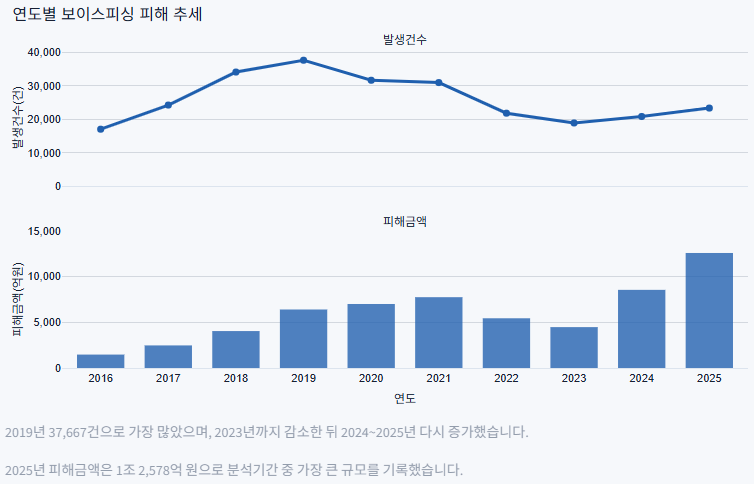 연도별 보이스피싱 피해 추세
발생건수
발생건수(건)
40,000
30,000
20,000
10,000
0
피해금액
피해금액(억원)
15,000
10,000
5,000
0
2016 2017 2018 2019 2020 2021 2022 2023 2024 2025
연도
2019년 37,667건으로 가장 많았으며, 2023년까지 감소한 뒤 2024~2025년 다시 증가했습니다.
2025년 피해금액은 1조 2,578억 원으로 분석기간 중 가장 큰 규모를 기록했습니다.